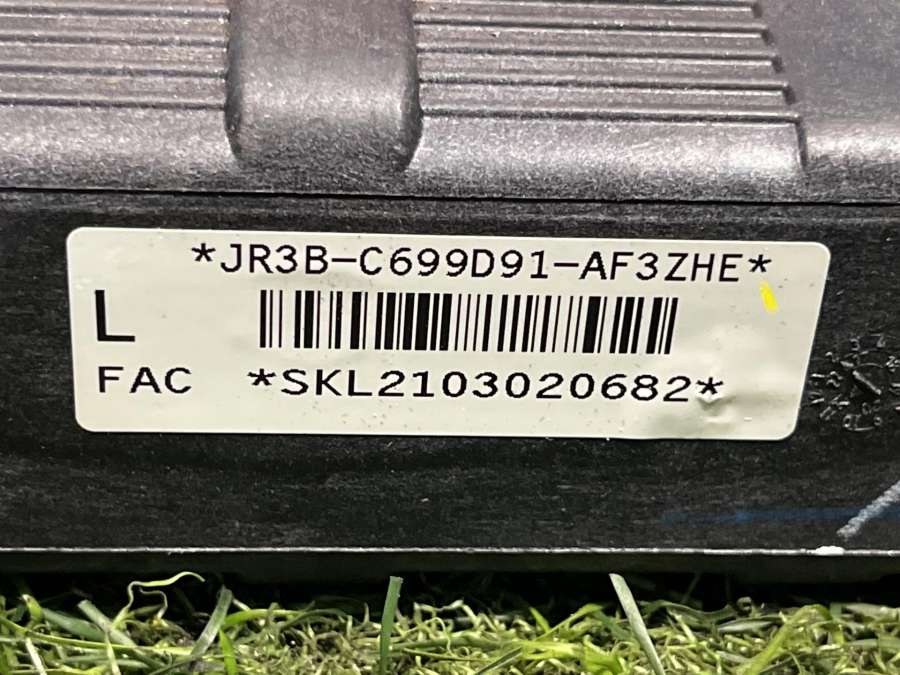 *JR3B-C699D91-AF3ZHE*
L
FAC *SKL2103020682*